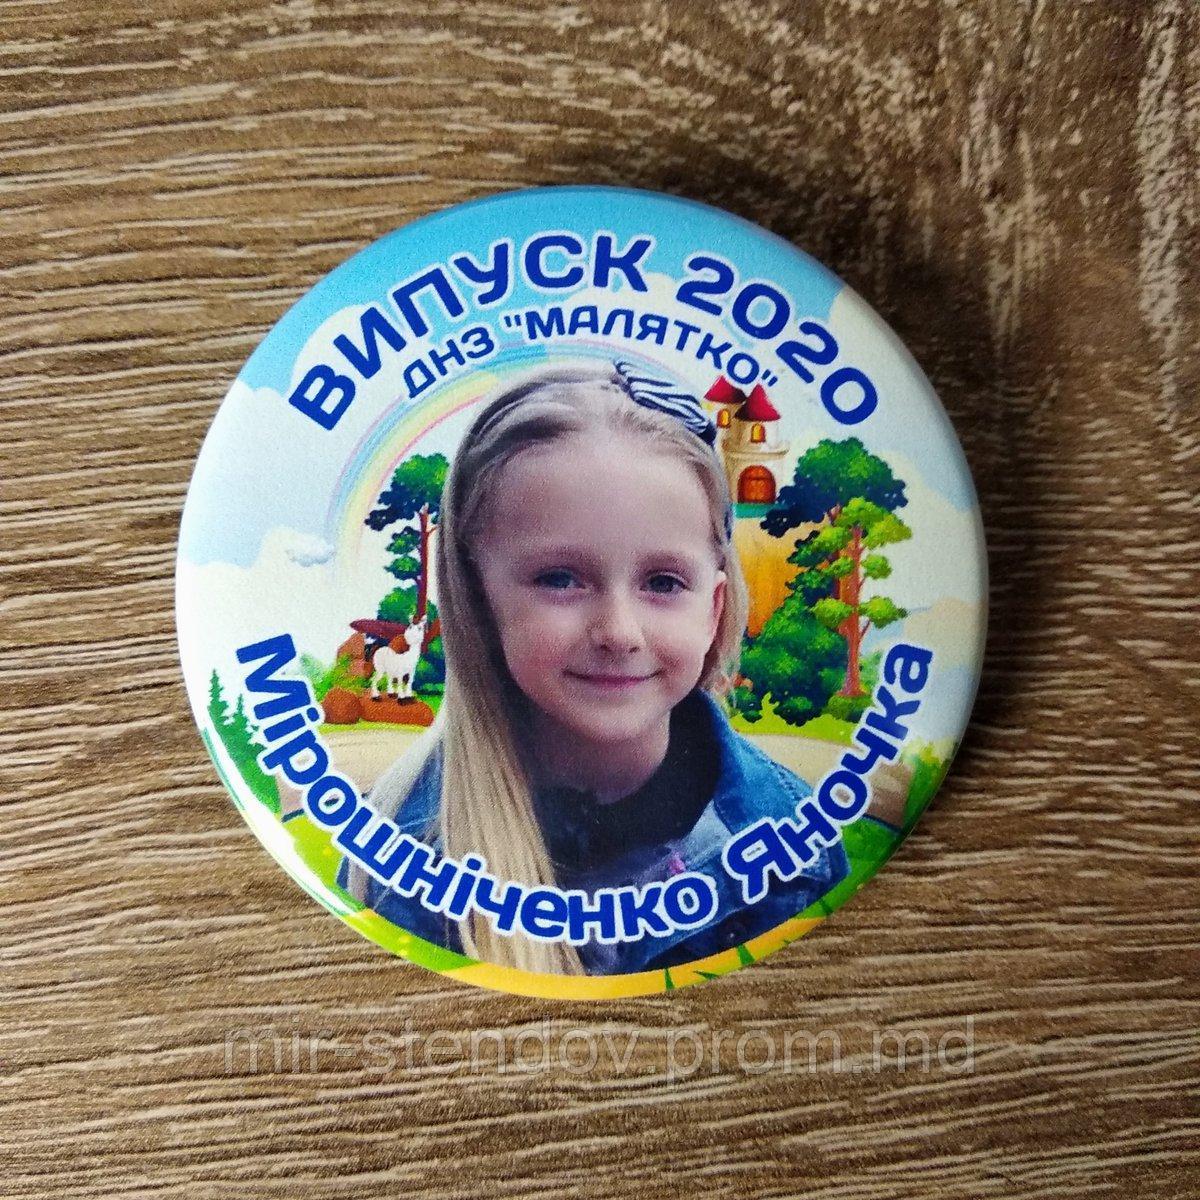 ВИПУСК 2020
ДНЗ "МАЛЯТКО"
Мірошніченко Яночка
mir-stendov.prom.md